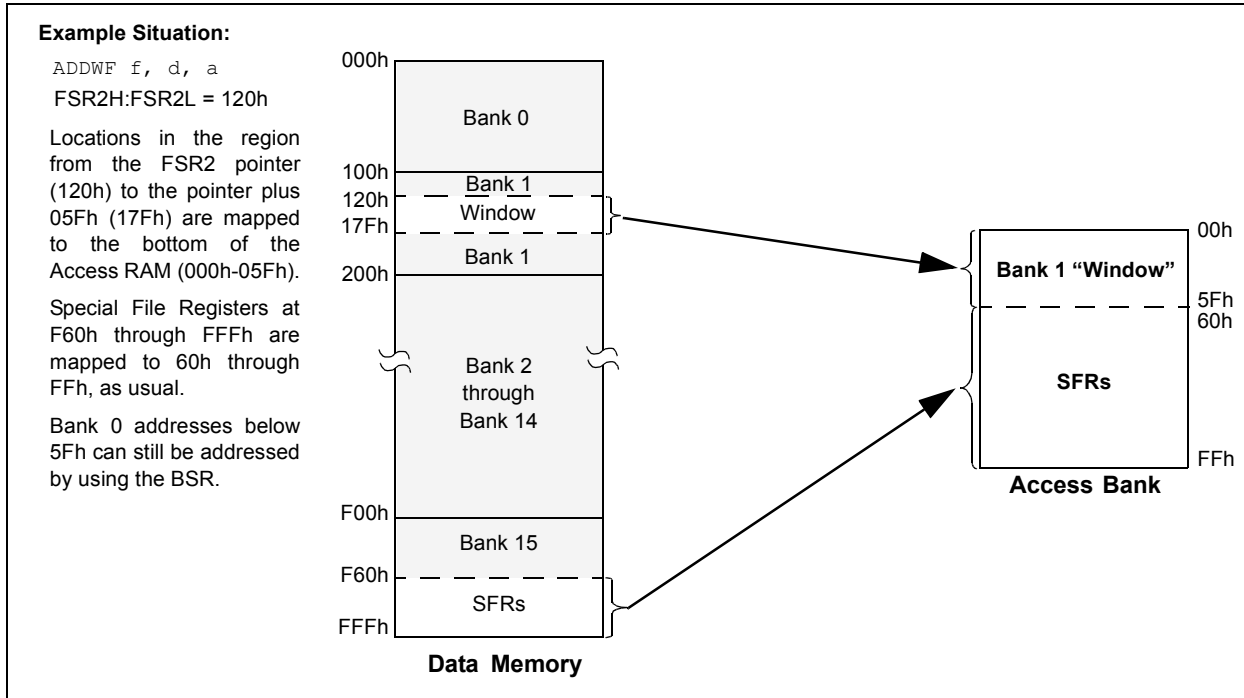 Example Situation:
ADDWF f, d, a
FSR2H:FSR2L = 120h
Locations in the region
from the FSR2 pointer
(120h) to the pointer plus
05Fh (17Fh) are mapped
to the bottom of the
Access RAM (000h-05Fh).
Special File Registers at
F60h through FFFh are
mapped to 60h through
FFh, as usual.
Bank 0 addresses below
5Fh can still be addressed
by using the BSR.
000h
Bank 0
100h
Bank 1
120h
Window
17Fh
Bank 1
200h
Bank 2
through
Bank 14
F00h
Bank 15
F60h
SFRs
FFFh
Data Memory
00h
Bank 1 “Window”
5Fh
60h
SFRs
FFh
Access Bank